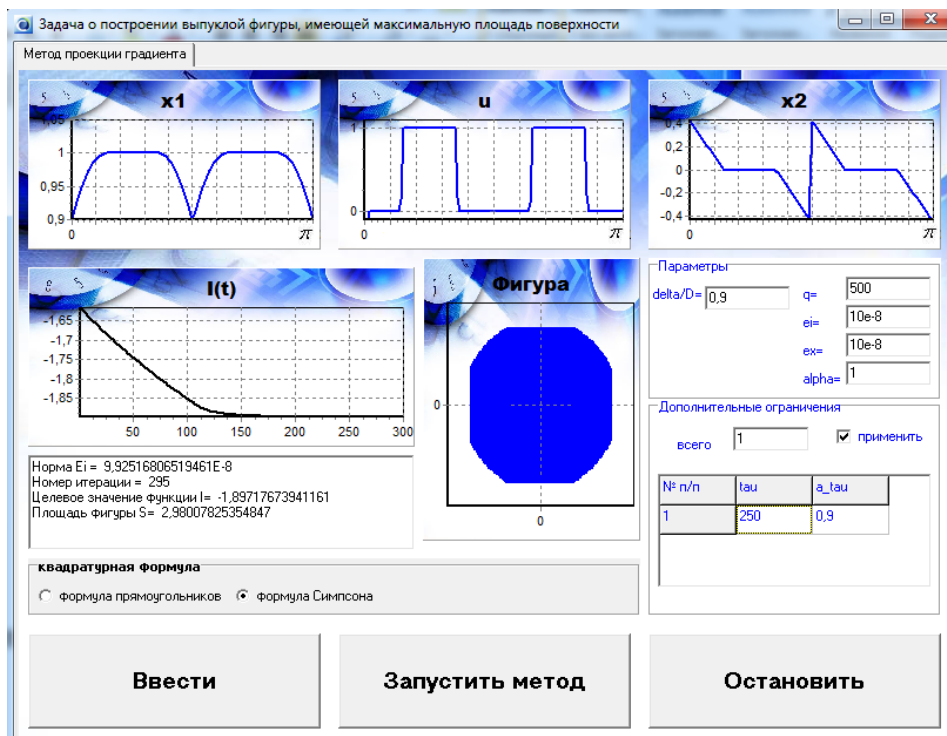 Задача о построении выпуклой фигуры, имеющей максимальную площадь поверхности
Метод проекции градиента
x1
1,05
1
0,95
0,9
0
π
u
1
0
0
π
x2
0,4
0,2
0
-0,2
-0,4
0
π
I(t)
-1,65
-1,7
-1,75
-1,8
-1,85
50 100 150 200 250 300
Фигура
0
0
Параметры
delta/D= 0,9
q= 500
ei= 10e-8
ex= 10e-8
alpha= 1
Дополнительные ограничения
всего 1 применить
№ п/п tau a_tau
1 250 0,9
Норма Ei = 9,92516806519461E-8
Номер итерации = 295
Целевое значение функции I= -1,89717673941161
Площадь фигуры S= 2,98007825354847
Квадратурная формула
формула прямоугольников формула Симпсона
Ввести
Запустить метод
Остановить